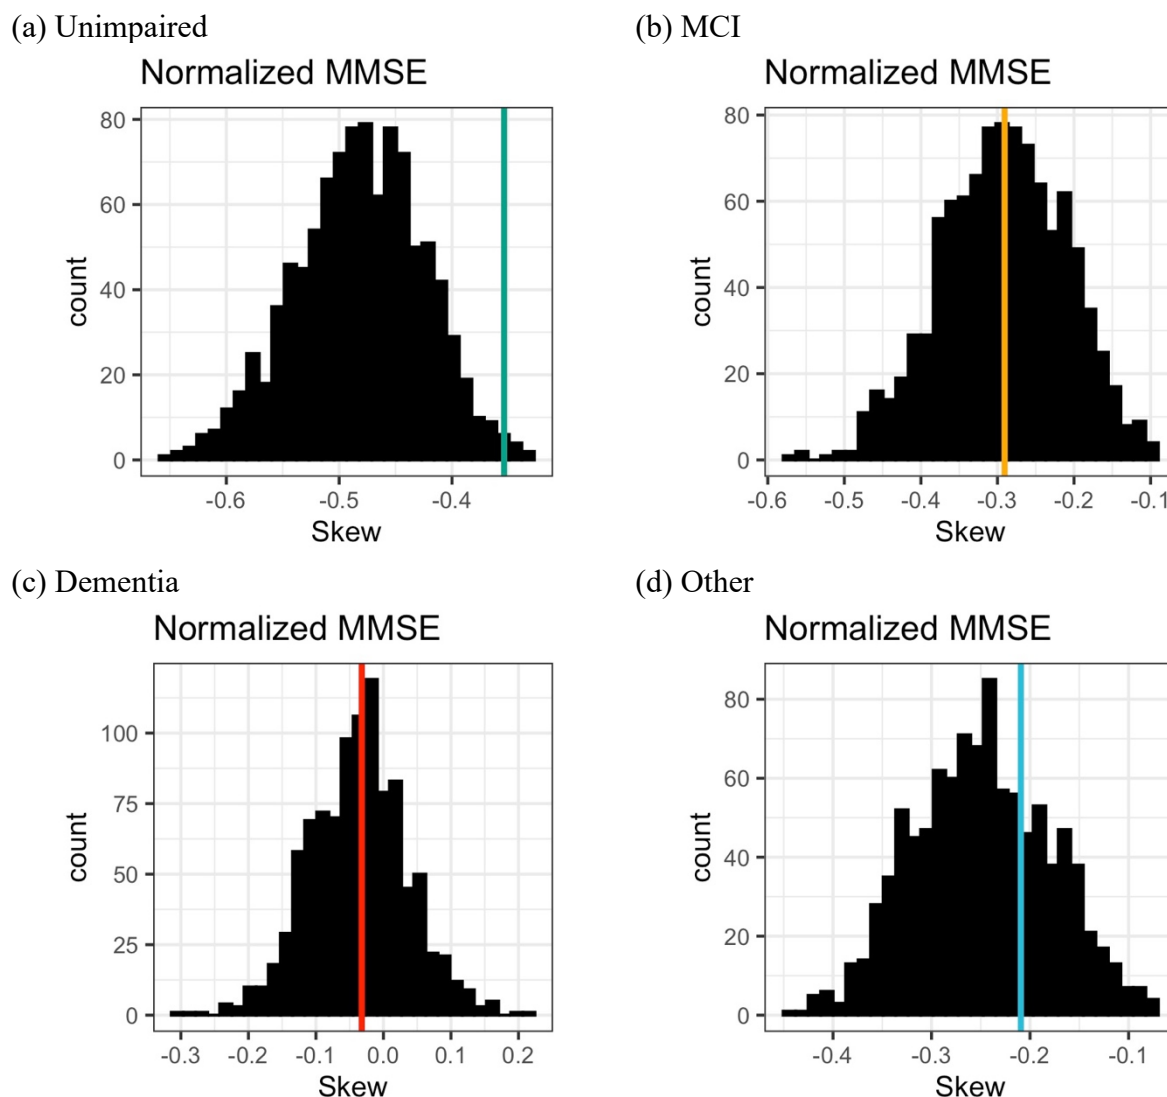 (a) Unimpaired
Normalized MMSE
80
60
40
20
0
count
-0.6 -0.5 -0.4
Skew
(b) MCI
Normalized MMSE
80
60
40
20
0
count
-0.6 -0.5 -0.4 -0.3 -0.2 -0.1
Skew
(c) Dementia
Normalized MMSE
100
75
50
25
0
count
-0.3 -0.2 -0.1 0.0 0.1 0.2
Skew
(d) Other
Normalized MMSE
80
60
40
20
0
count
-0.4 -0.3 -0.2 -0.1
Skew